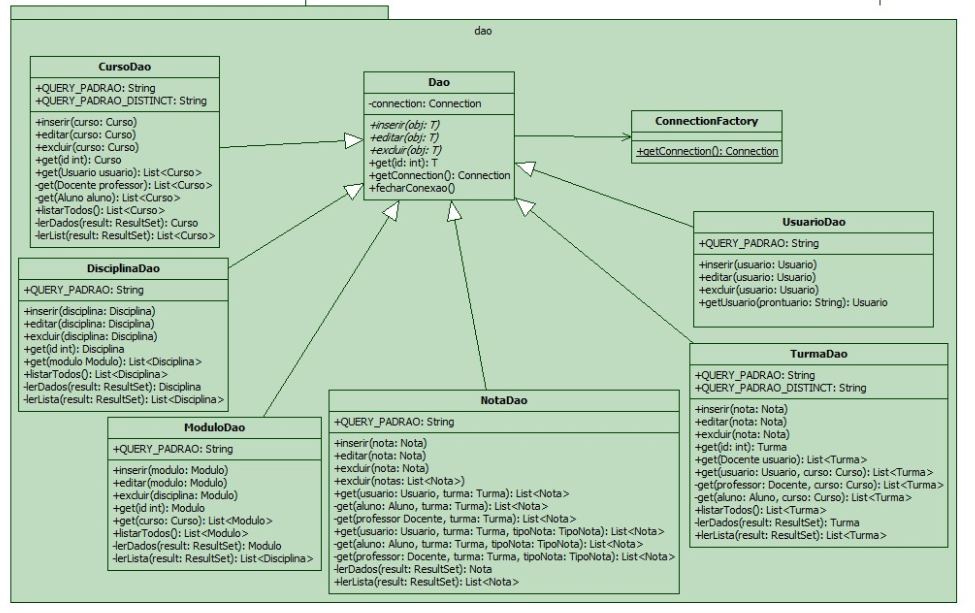 dao
CursoDao
+QUERY_PADRAO: String
+QUERY_PADRAO_DISTINCT: String
+inserir(curso: Curso)
+editar(curso: Curso)
+excluir(curso: Curso)
+get(id int): Curso
+get(Usuario usuario): List<Curso>
-get(Docente professor): List<Curso>
-get(Aluno aluno): List<Curso>
+listarTodos(): List<Curso>
-lerDados(result: ResultSet): Curso
-lerList(result: ResultSet): List<Curso>
Dao
-connection: Connection
+inserir(obj: T)
+editar(obj: T)
+excluir(obj: T)
+get(id: int): T
+getConnection(): Connection
+fecharConexao()
ConnectionFactory
+getConnection(): Connection
UsuarioDao
+QUERY_PADRAO: String
+inserir(usuario: Usuario)
+editar(usuario: Usuario)
+excluir(usuario: Usuario)
+getUsuario(prontuario: String): Usuario
DisciplinaDao
+QUERY_PADRAO: String
+inserir(disciplina: Disciplina)
+editar(disciplina: Disciplina)
+excluir(disciplina: Disciplina)
+get(id int): Disciplina
+get(modulo Modulo): List<Disciplina>
+listarTodos(): List<Disciplina>
-lerDados(result: ResultSet): Disciplina
-lerLista(result: ResultSet): List<Disciplina>
ModuloDao
+QUERY_PADRAO: String
+inserir(modulo: Modulo)
+editar(modulo: Modulo)
+excluir(disciplina: Modulo)
+get(id int): Modulo
+get(curso: Curso): List<Modulo>
+listarTodos(): List<Modulo>
-lerDados(result: ResultSet): Modulo
-lerLista(result: ResultSet): List<Disciplina>
NotaDao
+QUERY_PADRAO: String
+inserir(nota: Nota)
+editar(nota: Nota)
+excluir(nota: Nota)
+excluir(notas: List<Nota>)
+get(usuario: Usuario, turma: Turma): List<Nota>
-get(aluno: Aluno, turma: Turma): List<Nota>
-get(professor Docente, turma: Turma): List<Nota>
+get(usuario: Usuario, turma: Turma, tipoNota: TipoNota): List<Nota>
-get(aluno: Aluno, turma: Turma, tipoNota: TipoNota): List<Nota>
-get(professor: Docente, turma: Turma, tipoNota: TipoNota): List<Nota>
-lerDados(result: ResultSet): Nota
+lerLista(result: ResultSet): List<Nota>
TurmaDao
+QUERY_PADRAO: String
+QUERY_PADRAO_DISTINCT: String
+inserir(nota: Nota)
+editar(nota: Nota)
+excluir(nota: Nota)
+get(id: int): Turma
+get(Docente usuario): List<Turma>
+get(usuario: Usuario, curso: Curso): List<Turma>
-get(professor: Docente, curso: Curso): List<Turma>
-get(aluno: Aluno, curso: Curso): List<Turma>
+listarTodos(): List<Turma>
-lerDados(result: ResultSet): Turma
+lerLista(result: ResultSet): List<Turma>